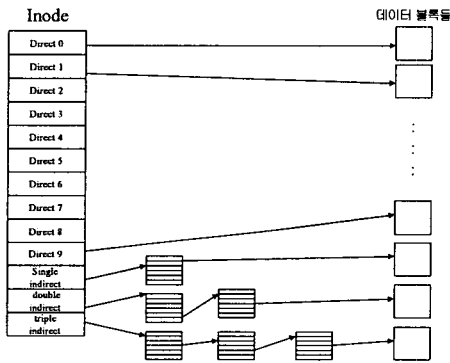 Inode
데이터 블록들
Direct 0
Direct 1
Direct 2
Direct 3
Direct 4
Direct 5
Direct 6
Direct 7
Direct 8
Direct 9
Single
indirect
double
indirect
triple
indirect